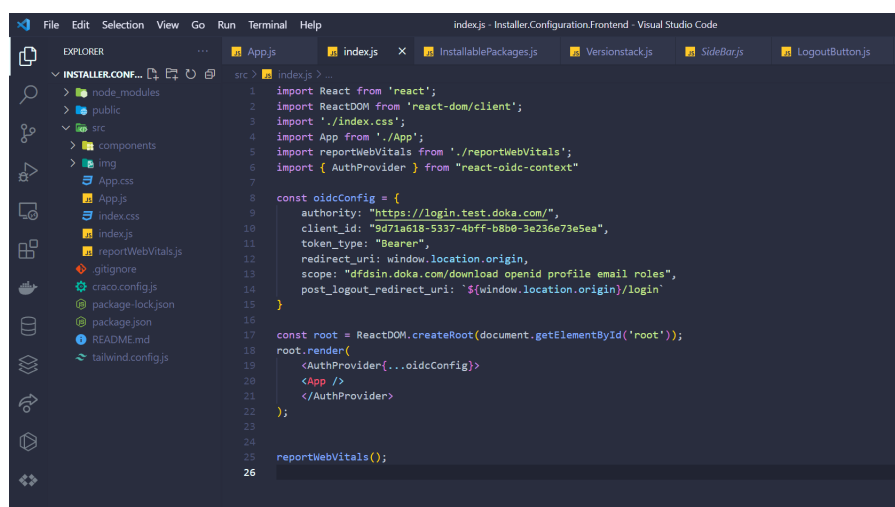 File Edit Selection View Go Run Terminal Help index.js - Installer.Configuration.Frontend - Visual Studio Code
EXPLORER ...
INSTALLER.CONF...
node_modules
public
src
components
img
App.css
App.js
index.css
index.js
reportWebVitals.js
.gitignore
craco.config.js
package-lock.json
package.json
README.md
tailwind.config.js
App.js index.js InstallablePackages.js Versionstack.js SideBar.js LogoutButton.js
src > index.js > ...
1 import React from 'react';
2 import ReactDOM from 'react-dom/client';
3 import './index.css';
4 import App from './App';
5 import reportWebVitals from './reportWebVitals';
6 import { AuthProvider } from "react-oidc-context"
7
8 const oidcConfig = {
9 authority: "https://login.test.doka.com/",
10 client_id: "9d71a618-5337-4bff-b8b0-3e236e73e5ea",
11 token_type: "Bearer",
12 redirect_uri: window.location.origin,
13 scope: "dfdsin.doka.com/download openid profile email roles",
14 post_logout_redirect_uri: `${window.location.origin}/login`
15 }
16
17 const root = ReactDOM.createRoot(document.getElementById('root'));
18 root.render(
19 <AuthProvider{...oidcConfig}>
20 <App />
21 </AuthProvider>
22 );
23
24
25 reportWebVitals();
26